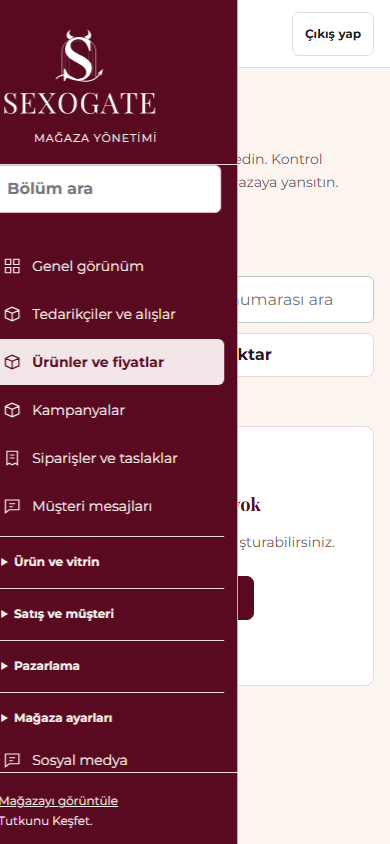 SEXOGATE
MAĞAZA YÖNETİMİ
Bölüm ara
Genel görünüm
Tedarikçiler ve alışlar
Ürünler ve fiyatlar
Kampanyalar
Siparişler ve taslaklar
Müşteri mesajları
Ürün ve vitrin
Satış ve müşteri
Pazarlama
Mağaza ayarları
Sosyal medya
Mağazayı görüntüle
Tutkunu Keşfet.
Çıkış yap
edin. Kontrol
azaya yansıtın.
numarası ara
ktar
yok
şturabilirsiniz.